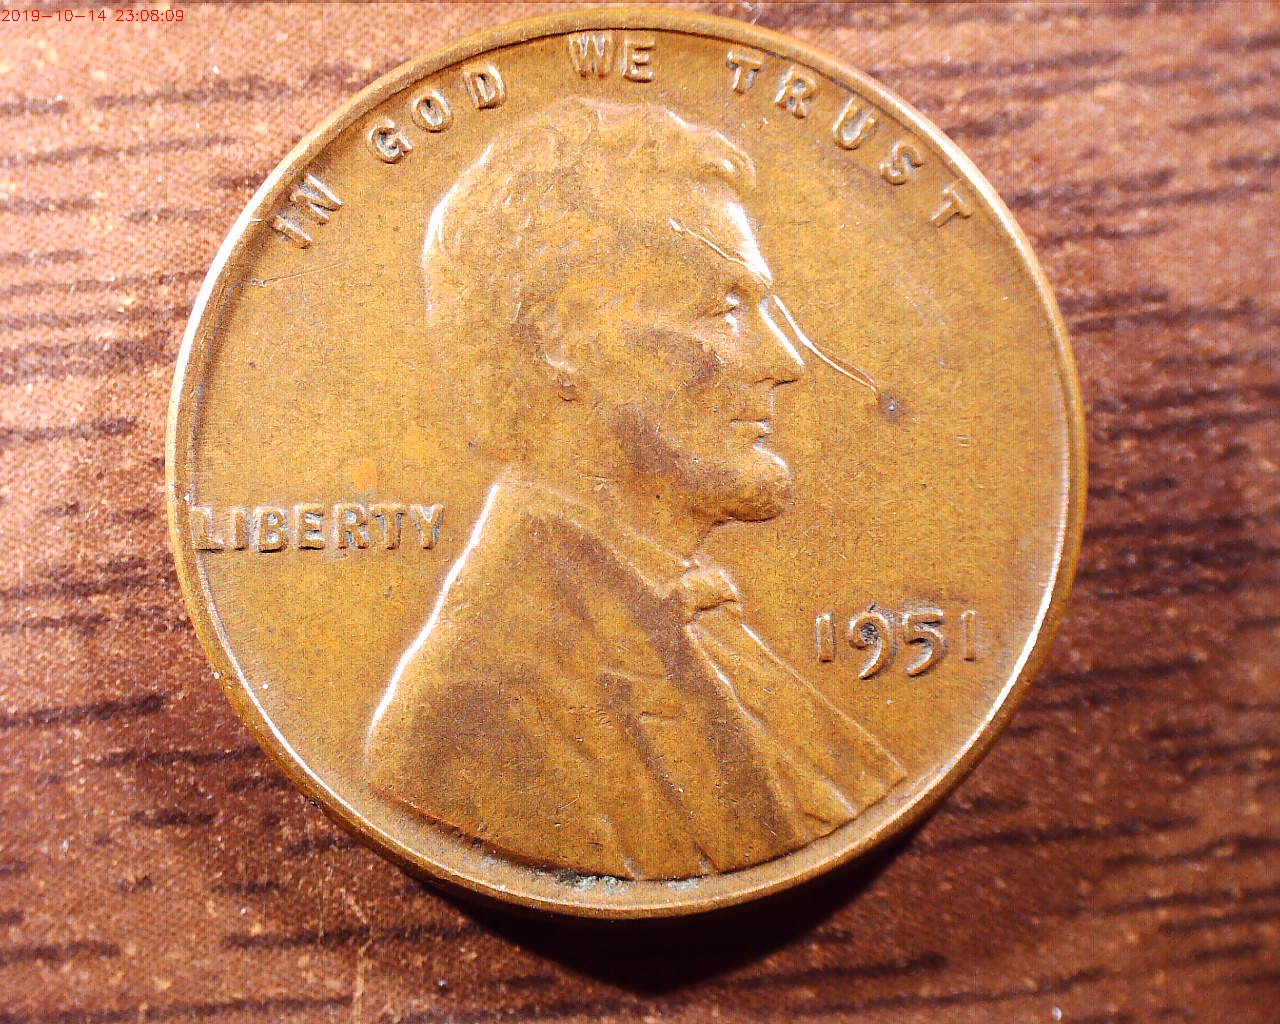 2019-10-14 23:08:09
IN GOD WE TRUST
LIBERTY
1951